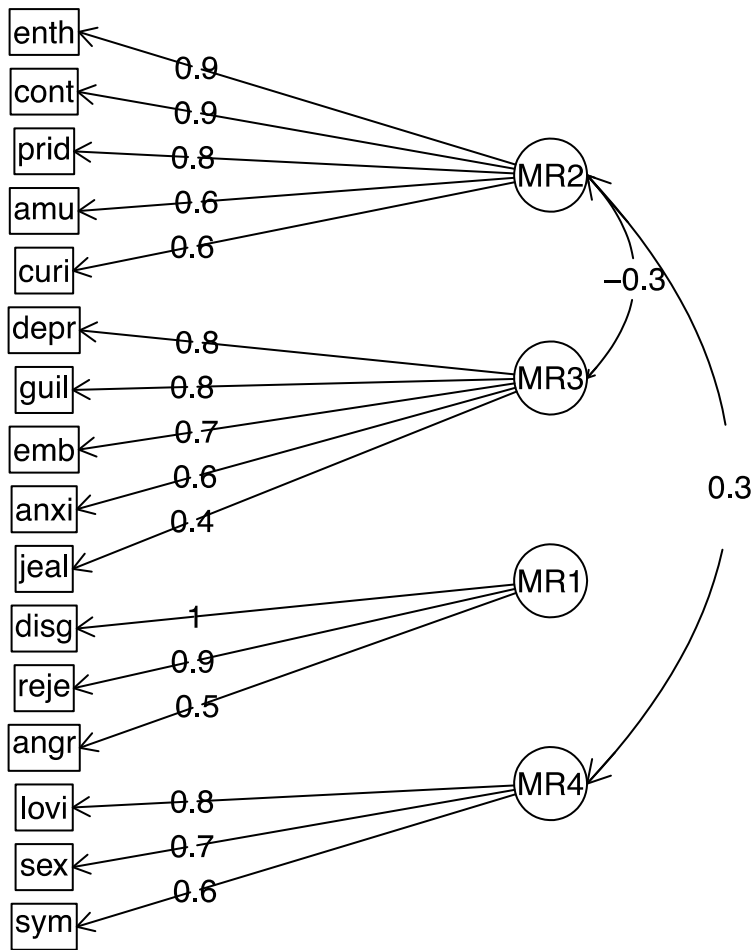 enth
cont
prid
amu
curi
depr
guil
emb
anxi
jeal
disg
reje
angr
lovi
sex
sym
0.9
0.9
0.8
0.6
0.6
0.8
0.8
0.7
0.6
0.4
1
0.9
0.5
0.8
0.7
0.6
MR2
MR3
MR1
MR4
−0.3
0.3